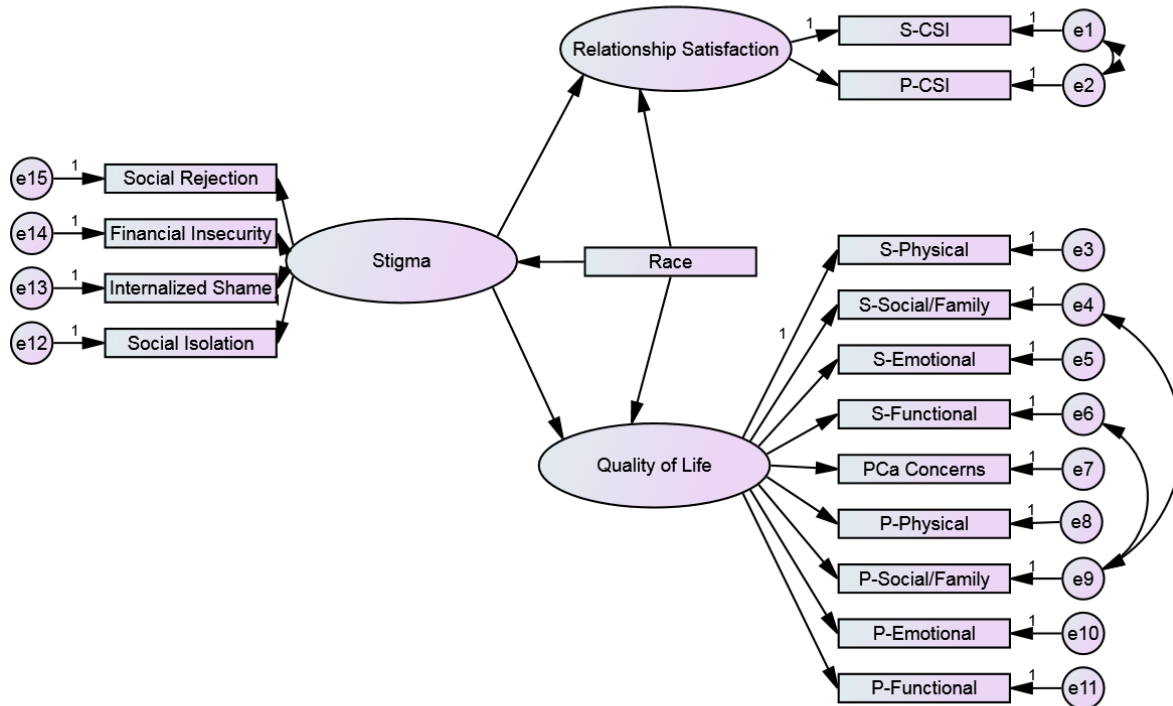 Relationship Satisfaction
1
S-CSI
1
e1
P-CSI
1
e2
e15
1
Social Rejection
e14
1
Financial Insecurity
e13
1
Internalized Shame
1
e12
1
Social Isolation
Stigma
Race
Quality of Life
1
S-Physical
1
e3
S-Social/Family
1
e4
S-Emotional
1
e5
S-Functional
1
e6
PCa Concerns
1
e7
P-Physical
1
e8
P-Social/Family
1
e9
P-Emotional
1
e10
P-Functional
1
e11